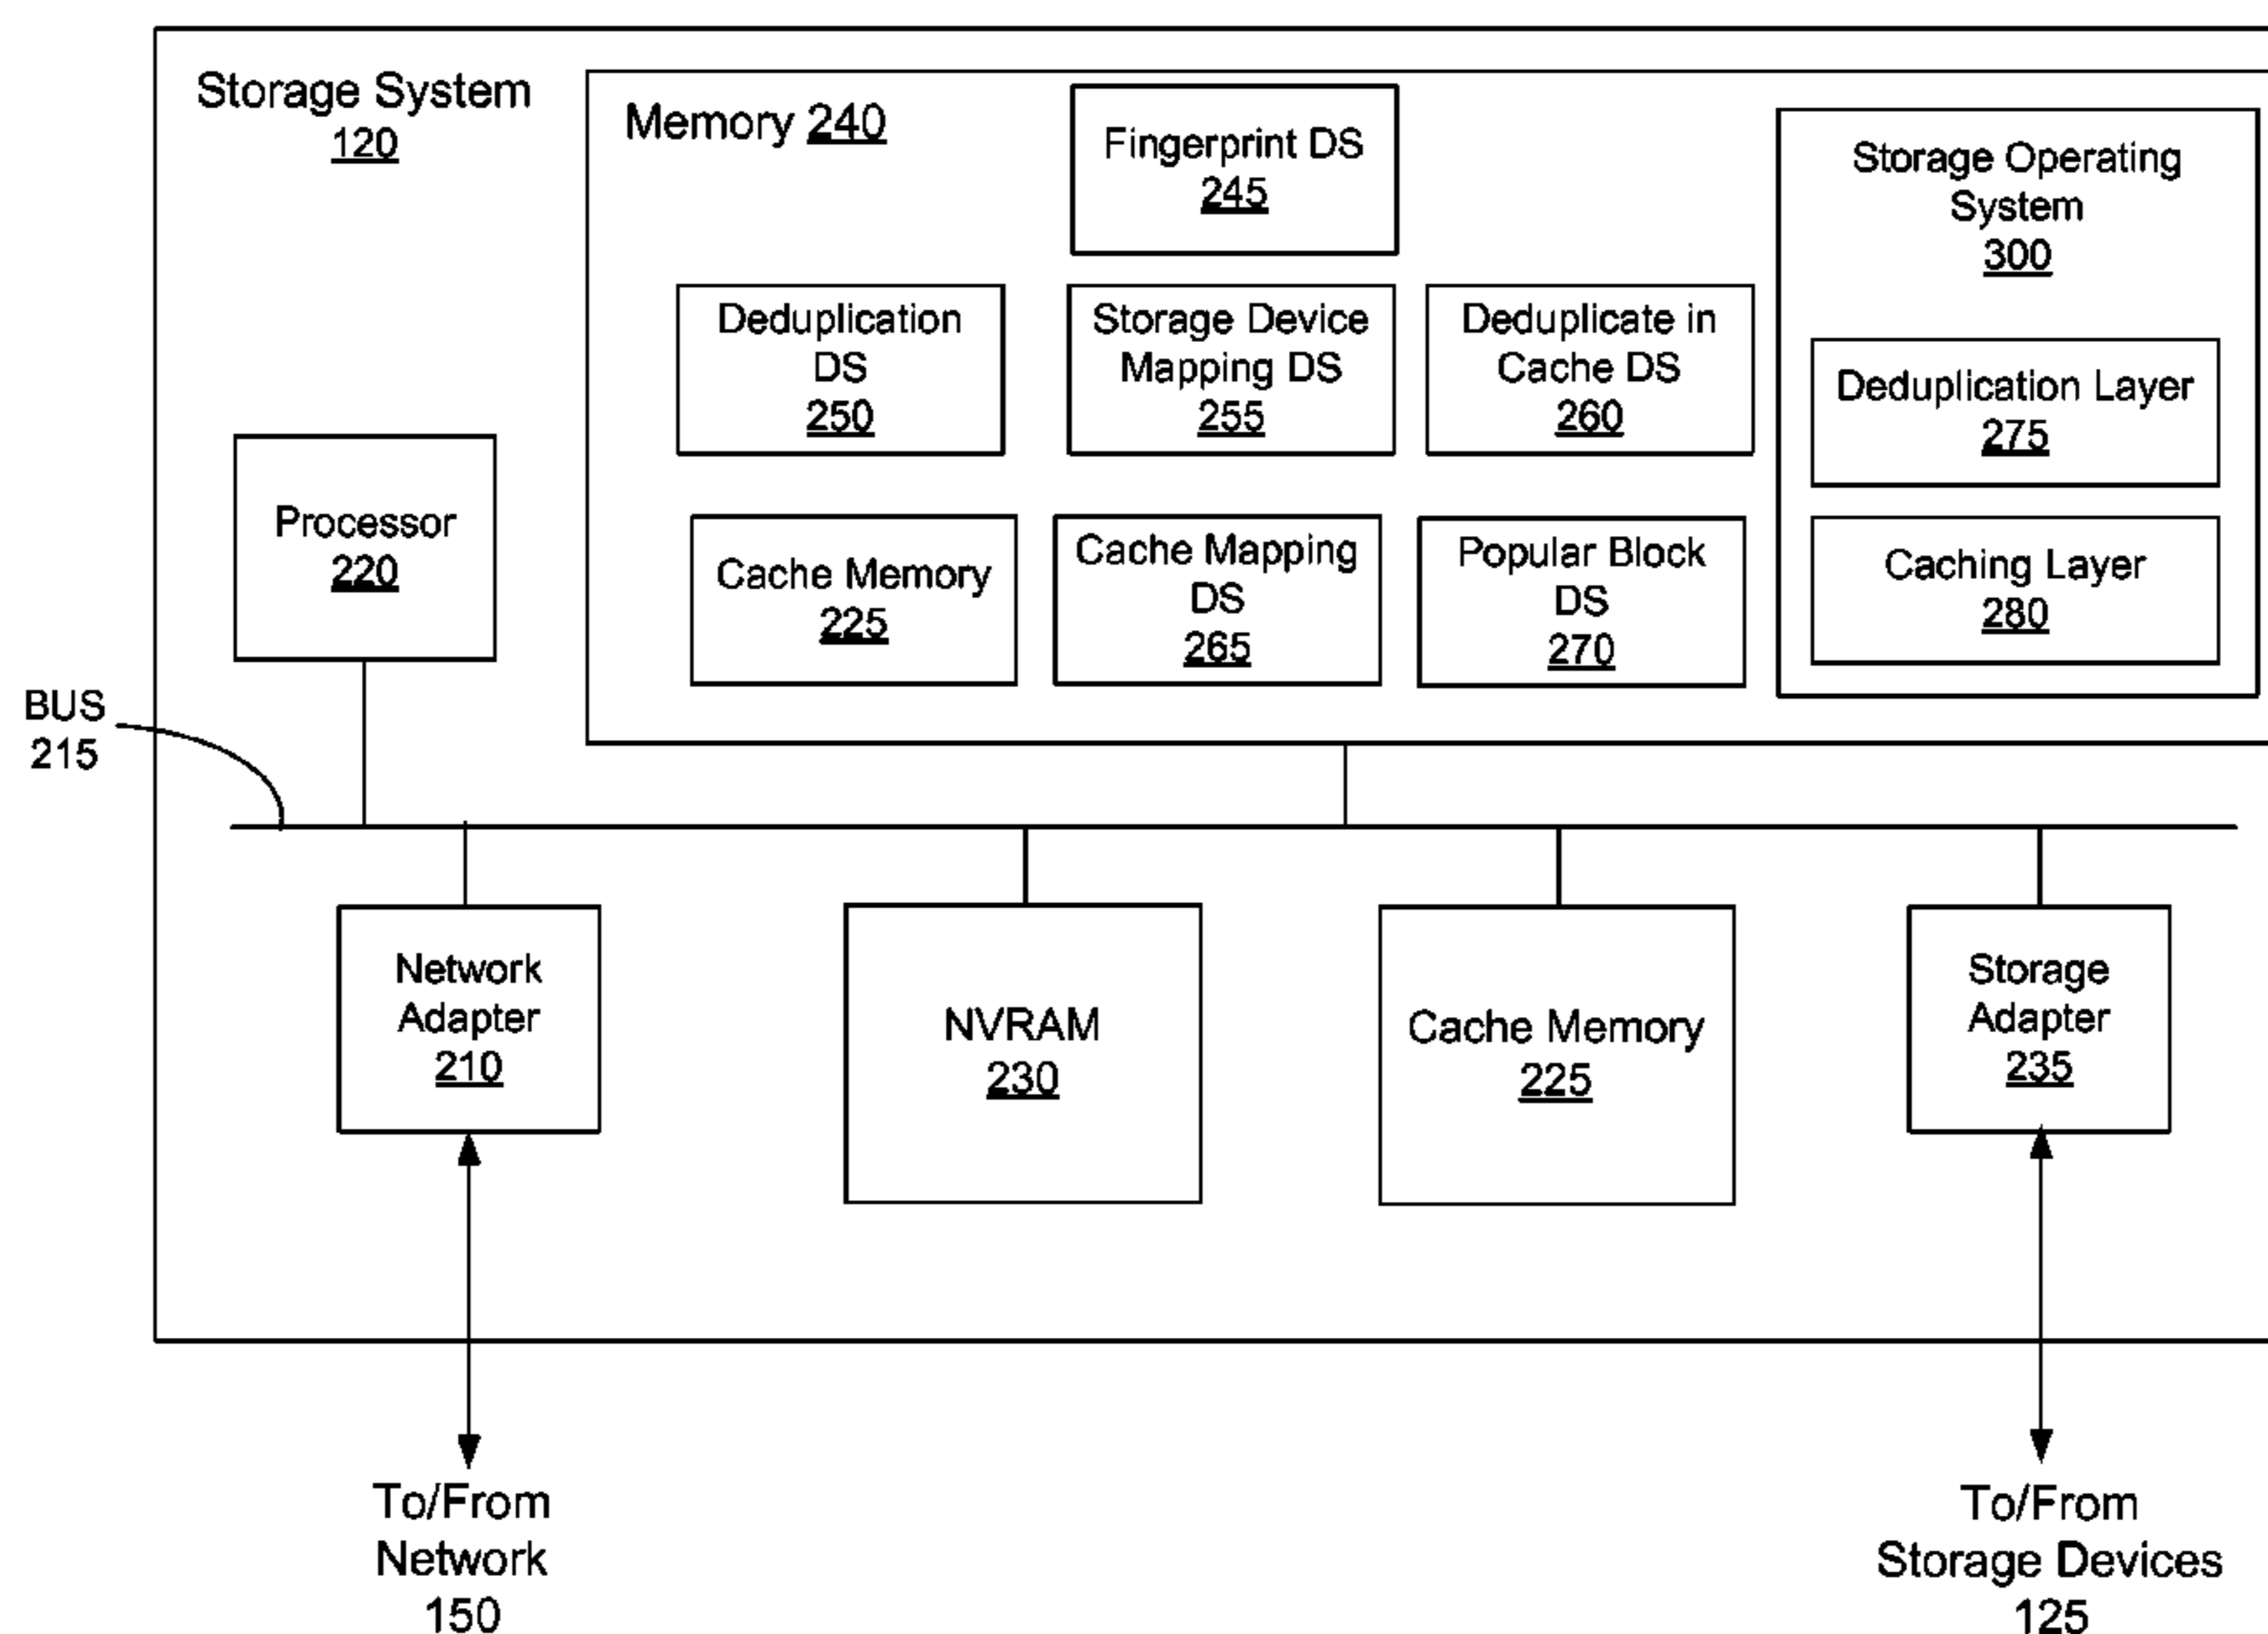 Storage System
120
Memory 240
Fingerprint DS
245
Storage Operating
System
300
Deduplication
DS
250
Storage Device
Mapping DS
255
Deduplicate in
Cache DS
260
Deduplication Layer
275
Processor
220
Cache Memory
225
Cache Mapping
DS
265
Popular Block
DS
270
Caching Layer
280
BUS
215
Network
Adapter
210
NVRAM
230
Cache Memory
225
Storage
Adapter
235
To/From
Network
150
To/From
Storage Devices
125